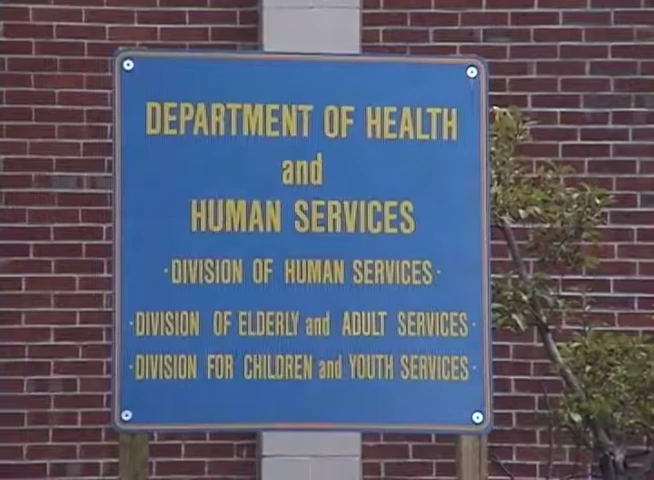 DEPARTMENT OF HEALTH
and
HUMAN SERVICES
·DIVISION OF HUMAN SERVICES·
·DIVISION OF ELDERLY and ADULT SERVICES·
·DIVISION FOR CHILDREN and YOUTH SERVICES·